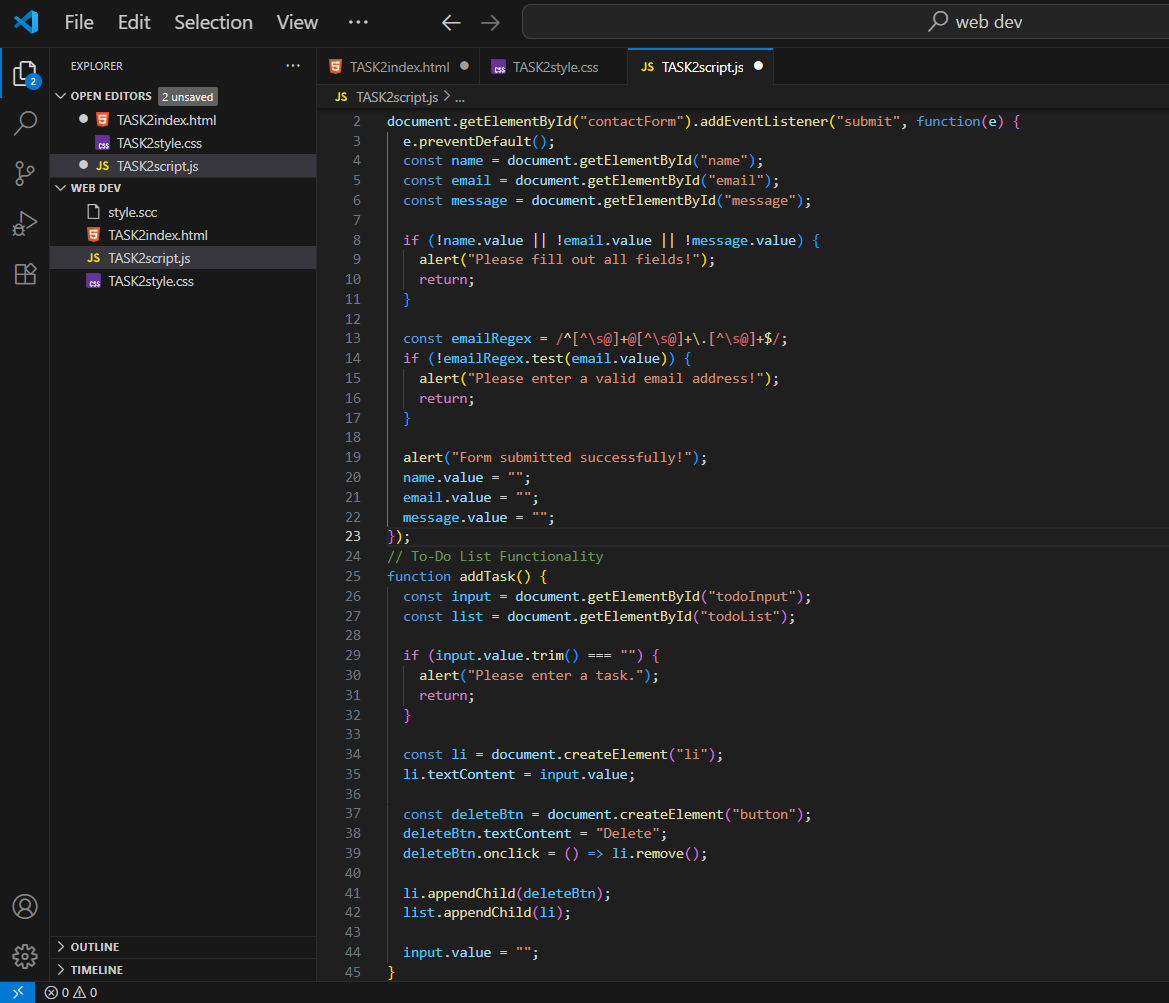 File Edit Selection View ··· web dev
EXPLORER ···
OPEN EDITORS 2 unsaved
TASK2index.html
TASK2style.css
JS TASK2script.js
WEB DEV
style.scc
TASK2index.html
JS TASK2script.js
TASK2style.css
OUTLINE
TIMELINE
2
TASK2index.html TASK2style.css JS TASK2script.js
JS TASK2script.js > ...
2 document.getElementById("contactForm").addEventListener("submit", function(e) {
3 e.preventDefault();
4 const name = document.getElementById("name");
5 const email = document.getElementById("email");
6 const message = document.getElementById("message");
7
8 if (!name.value || !email.value || !message.value) {
9 alert("Please fill out all fields!");
10 return;
11 }
12
13 const emailRegex = /^[^\s@]+@[^\s@]+\.[^\s@]+$/;
14 if (!emailRegex.test(email.value)) {
15 alert("Please enter a valid email address!");
16 return;
17 }
18
19 alert("Form submitted successfully!");
20 name.value = "";
21 email.value = "";
22 message.value = "";
23 });
24 // To-Do List Functionality
25 function addTask() {
26 const input = document.getElementById("todoInput");
27 const list = document.getElementById("todoList");
28
29 if (input.value.trim() === "") {
30 alert("Please enter a task.");
31 return;
32 }
33
34 const li = document.createElement("li");
35 li.textContent = input.value;
36
37 const deleteBtn = document.createElement("button");
38 deleteBtn.textContent = "Delete";
39 deleteBtn.onclick = () => li.remove();
40
41 li.appendChild(deleteBtn);
42 list.appendChild(li);
43
44 input.value = "";
45 }
0 0